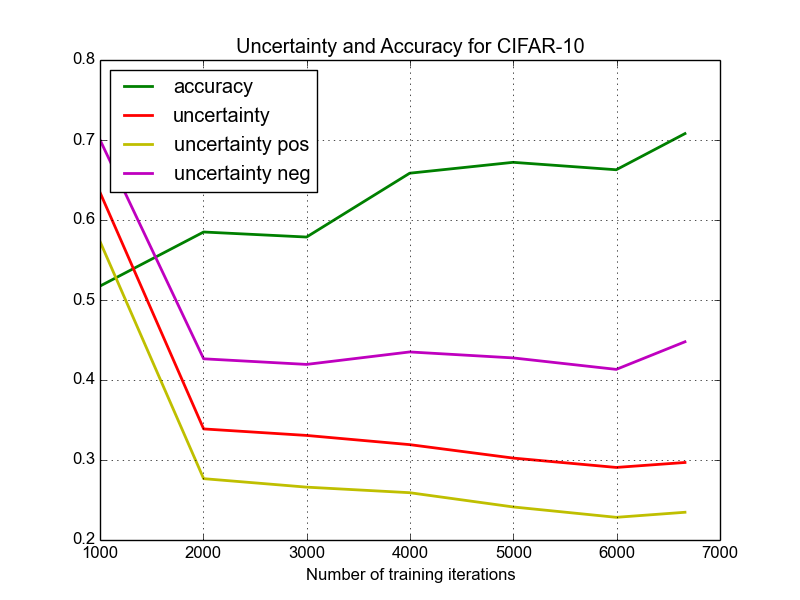 Uncertainty and Accuracy for CIFAR-10
0.8
accuracy
uncertainty
uncertainty pos
uncertainty neg
0.7
0.6
0.5
0.4
0.3
0.2
1000 2000 3000 4000 5000 6000 7000
Number of training iterations